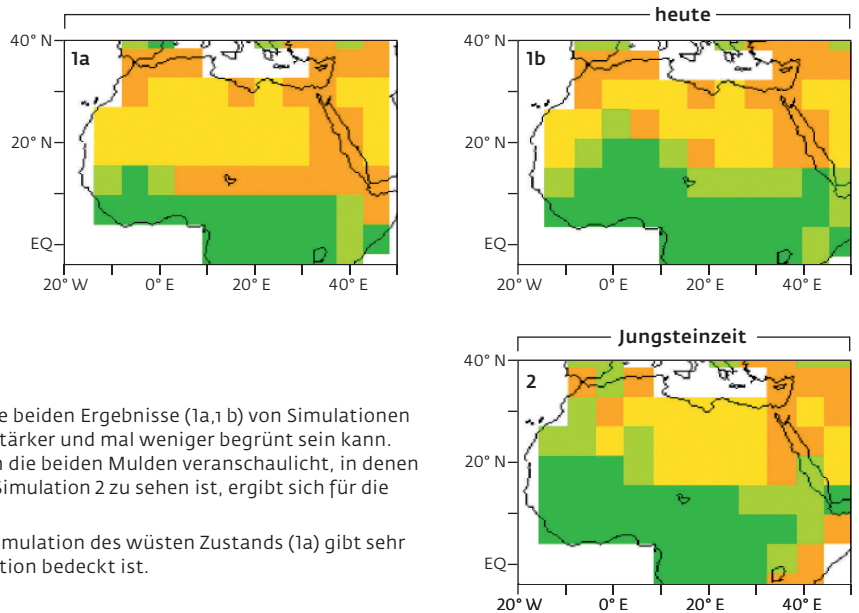 heute
40° N
1a
1b
20° N
20° N
EQ
EQ
20° W
0° E
20° E
40° E
20° W
0° E
20° E
40° E
Jungsteinzeit
40° N
2
20° N
EQ
20° W
0° E
20° E
40° E
e beiden Ergebnisse (1a,1 b) von Simulationen
tärker und mal weniger begrünt sein kann.
n die beiden Mulden veranschaulicht, in denen
Simulation 2 zu sehen ist, ergibt sich für die
mulation des wüsten Zustands (1a) gibt sehr
tion bedeckt ist.